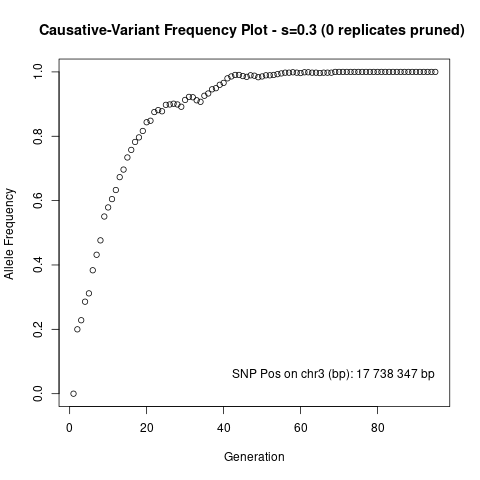 Causative-Variant Frequency Plot - s=0.3 (0 replicates pruned)
Allele Frequency
1.0
0.8
0.6
0.4
0.2
0.0
SNP Pos on chr3 (bp): 17 738 347 bp
0 20 40 60 80
Generation